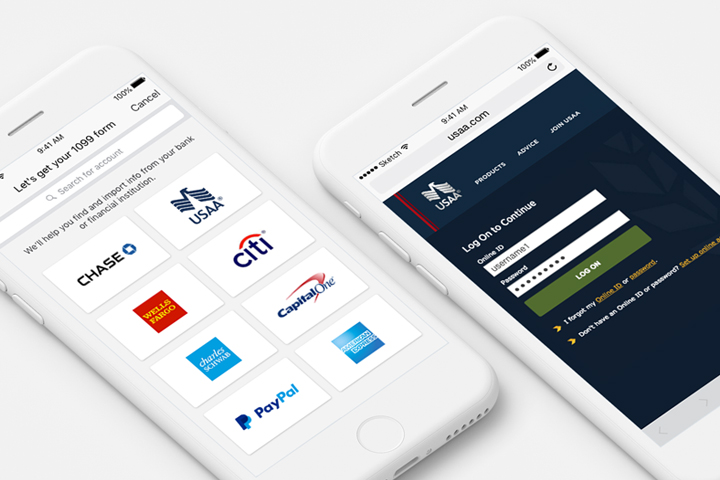 9:41 AM
100%
Let's get your 1099 form
Cancel
Search for account
We'll help you find and import info from your bank
or financial institution.
CHASE
USAA®
WELLS
FARGO
citi
charles
SCHWAB
CapitalOne®
PayPal
AMERICAN
EXPRESS
Sketch
9:41 AM
100%
usaa.com
USAA®
PRODUCTS
ADVICE
JOIN USAA
Log On to Continue
Online ID
username1
Password
LOG ON
I forgot my Online ID or password.
Don't have an Online ID or password? Set up online